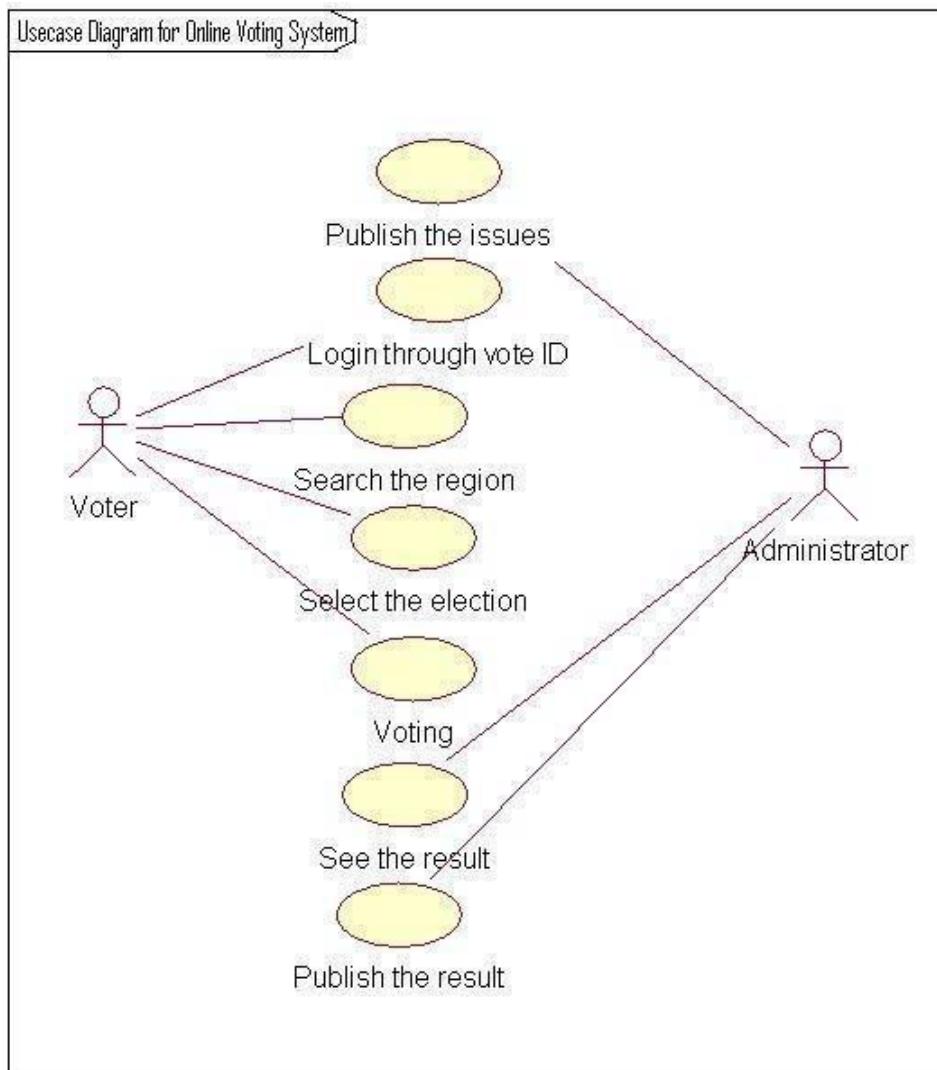 Usecase Diagram for Online Voting System
Publish the issues
Login through vote ID
Search the region
Voter
Select the election
Administrator
Voting
See the result
Publish the result